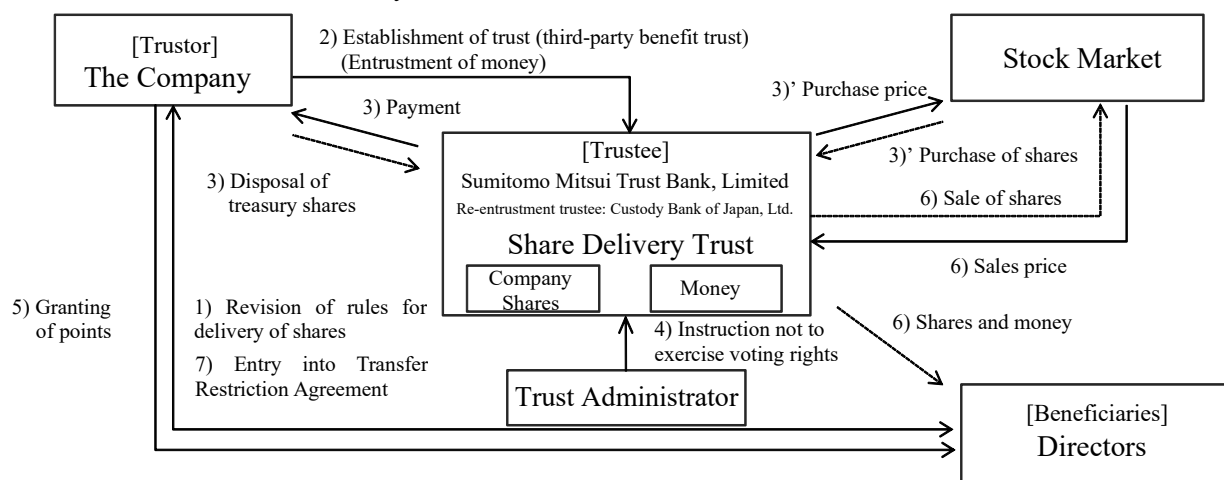 [Trustor]
The Company
2) Establishment of trust (third-party benefit trust)
(Entrustment of money)
Stock Market
3) Payment
3)’ Purchase price
[Trustee]
Sumitomo Mitsui Trust Bank, Limited
Re-entrustment trustee: Custody Bank of Japan, Ltd.
Share Delivery Trust
Company
Shares
Money
3)’ Purchase of shares
3) Disposal of
treasury shares
6) Sale of shares
6) Sales price
5) Granting
of points
1) Revision of rules for
delivery of shares
7) Entry into Transfer
Restriction Agreement
4) Instruction not to
exercise voting rights
6) Shares and money
Trust Administrator
[Beneficiaries]
Directors